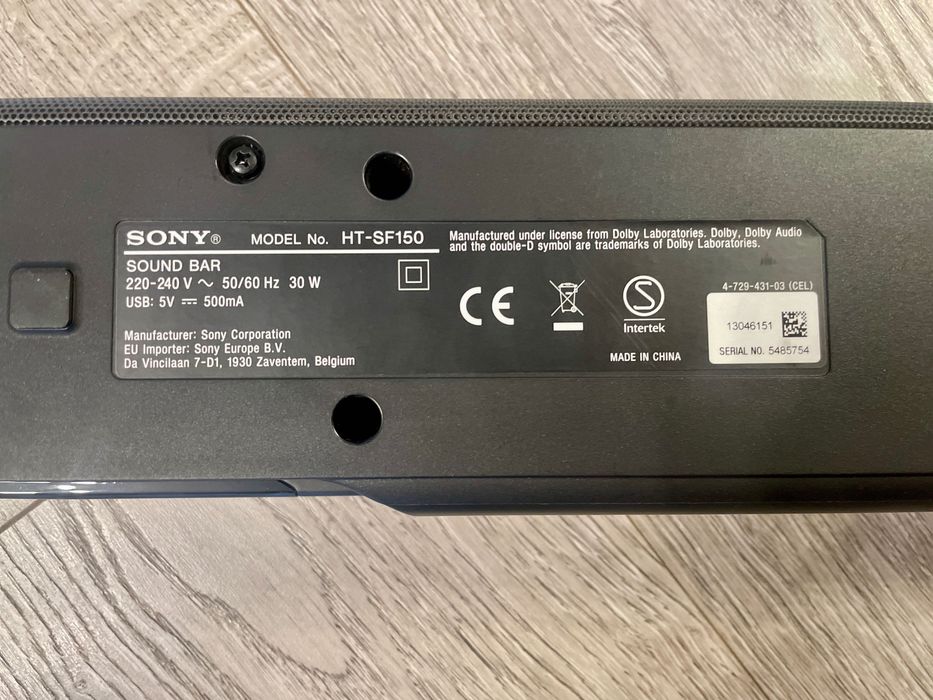 SONY® MODEL No. HT-SF150
SOUND BAR
220-240 V ～ 50/60 Hz 30 W
USB: 5V ⎓ 500mA
Manufacturer: Sony Corporation
EU Importer: Sony Europe B.V.
Da Vincilaan 7-D1, 1930 Zaventem, Belgium
Manufactured under license from Dolby Laboratories. Dolby, Dolby Audio
and the double-D symbol are trademarks of Dolby Laboratories.
CE
S
Intertek
MADE IN CHINA
4-729-431-03 (CEL)
13046151
SERIAL NO. 5485754